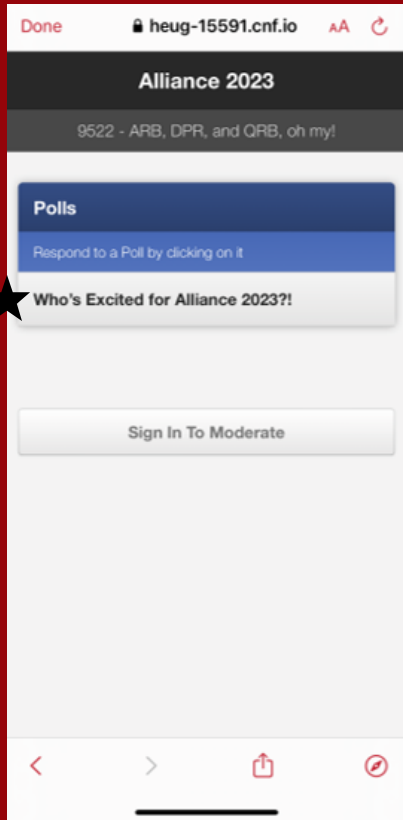 Done heug-15591.cnf.io AA
Alliance 2023
9522 - ARB, DPR, and QRB, oh my!
Polls
Respond to a Poll by clicking on it
Who's Excited for Alliance 2023?!
Sign In To Moderate